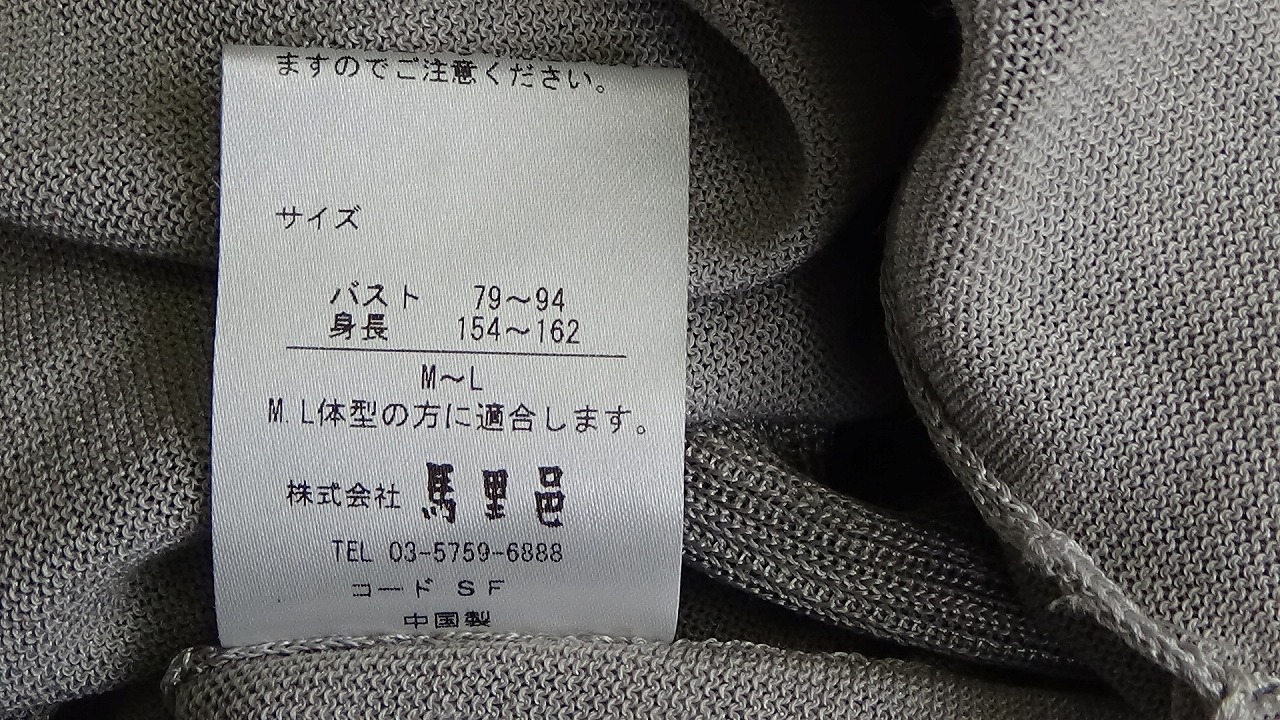 ますのでご注意ください。
サイズ
バスト 79～94
身長 154～162
M～L
M.L体型の方に適合します。
株式会社 馬里邑
TEL 03-5759-6888
コード SF
中国製